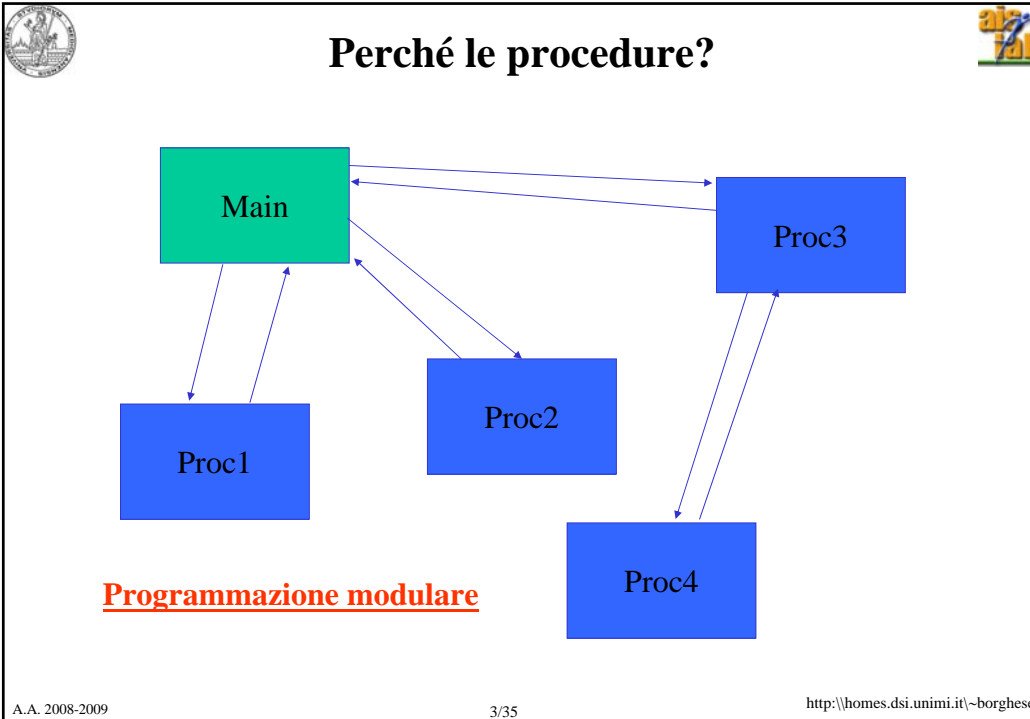 Perché le procedure?
Main
Proc3
Proc2
Proc1
Proc4
Programmazione modulare
A.A. 2008-2009
3/35
http:\\homes.dsi.unimi.it\~borghese